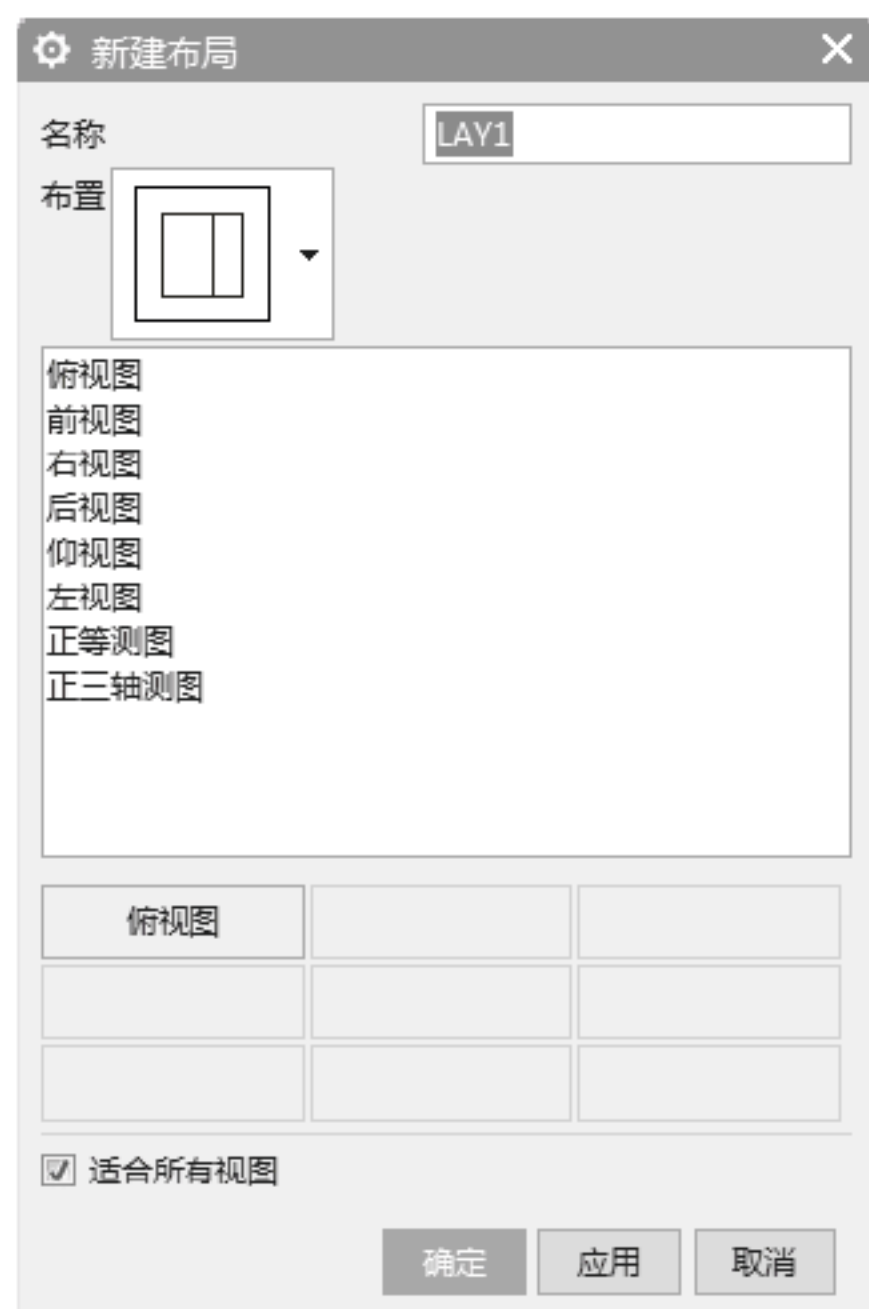 新建布局
名称
LAY1
布置
俯视图
前视图
右视图
后视图
仰视图
左视图
正等测图
正三轴测图
俯视图
适合所有视图
确定 应用 取消